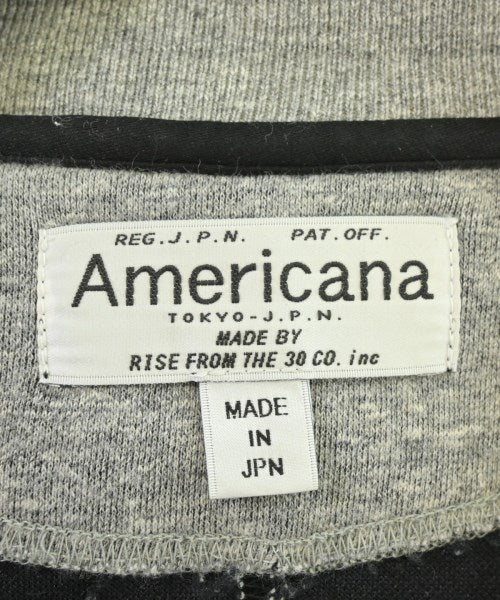 REG.J.P.N. PAT.OFF.
Americana
TOKYO-J.P.N.
MADE BY
RISE FROM THE 30 CO. inc
MADE
IN
JPN